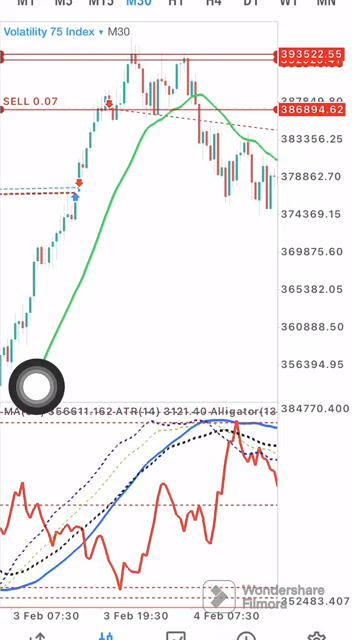 M1 M5 M15 M30 H1 H4 D1 W1 MN
Volatility 75 Index ▾ M30
393522.55
SELL 0.07
386894.62
383356.25
378862.70
374369.15
369875.60
365382.05
360888.50
356394.95
ATR(14) 3121.40 Alligator(13
384770.400
352483.407
3 Feb 07:30 3 Feb 19:30 4 Feb 07:30
Wondershare
Filmora